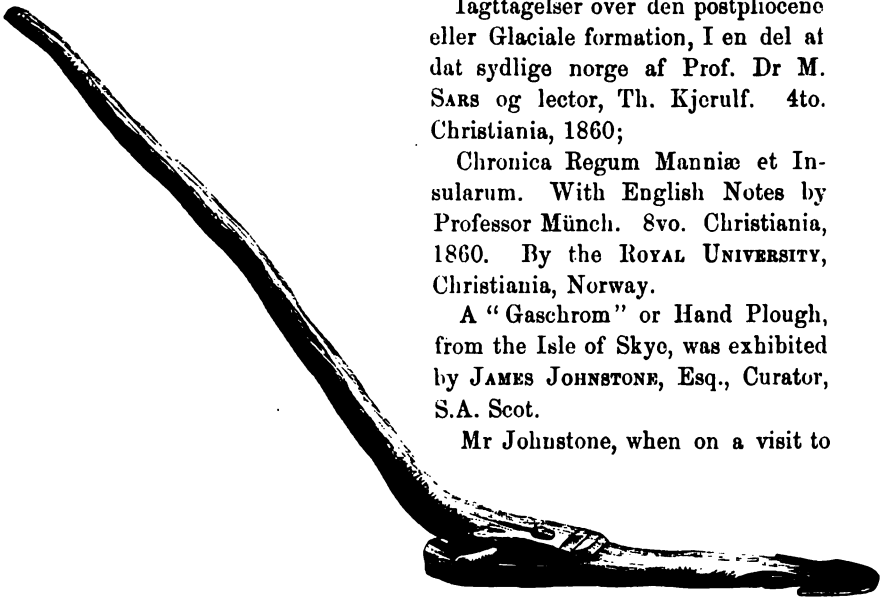 Iagttagelser over den postpliocene
eller Glaciale formation, I en del af
dat sydlige norge af Prof. Dr M.
SARS og lector, Th. Kjerulf. 4to.
Christiania, 1860;
Chronica Regum Manniæ et In-
sularum. With English Notes by
Professor Münch. 8vo. Christiania,
1860. By the ROYAL UNIVERSITY,
Christiania, Norway.
A "Gaschrom" or Hand Plough,
from the Isle of Skye, was exhibited
by JAMES JOHNSTONE, Esq., Curator,
S.A. Scot.
Mr Johnstone, when on a visit to